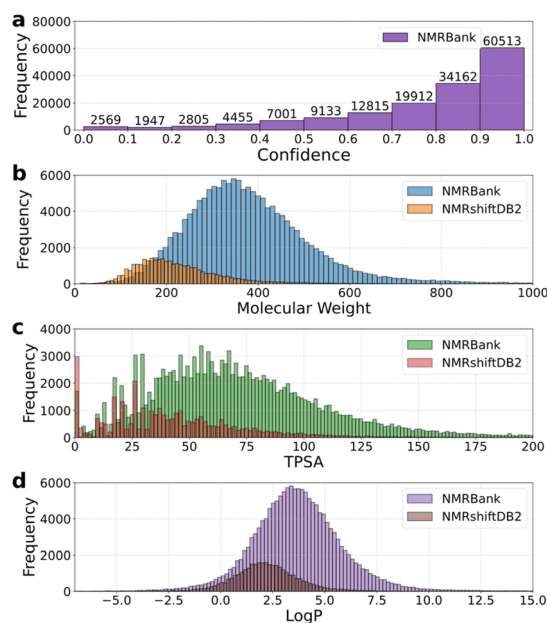 a
80000
60000
40000
20000
0
Frequency
NMRBank
2569 1947 2805 4455 7001 9133 12815 19912 34162 60513
0.0 0.1 0.2 0.3 0.4 0.5 0.6 0.7 0.8 0.9 1.0
Confidence
b
6000
4000
2000
0
Frequency
NMRBank
NMRshiftDB2
0 200 400 600 800 1000
Molecular Weight
c
4000
3000
2000
1000
0
Frequency
NMRBank
NMRshiftDB2
0 25 50 75 100 125 150 175 200
TPSA
d
6000
4000
2000
0
Frequency
NMRBank
NMRshiftDB2
−5.0 −2.5 0.0 2.5 5.0 7.5 10.0 12.5 15.0
LogP